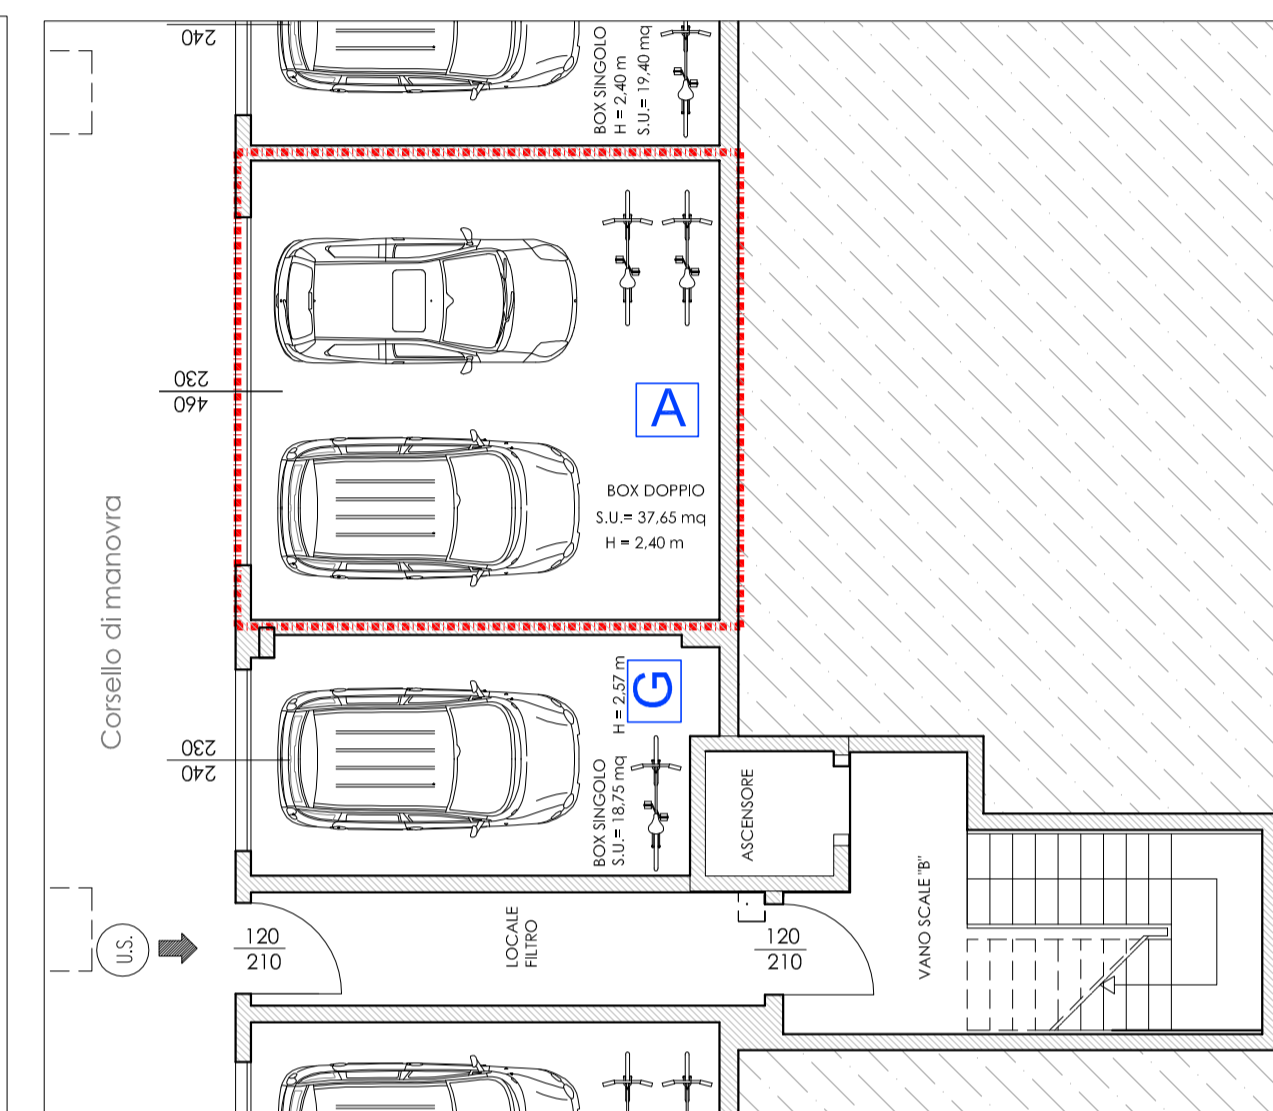 240
BOX SINGOLO
H = 2,40 m
S.U.= 19,40 mq
230
460
A
BOX DOPPIO
S.U.= 37,65 mq
H = 2,40 m
Corsello di manovra
G
H = 2,57 m
230
240
BOX SINGOLO
S.U.= 18,75 mq
ASCENSORE
VANO SCALE "B"
U.S.
120
210
LOCALE
FILTRO
120
210